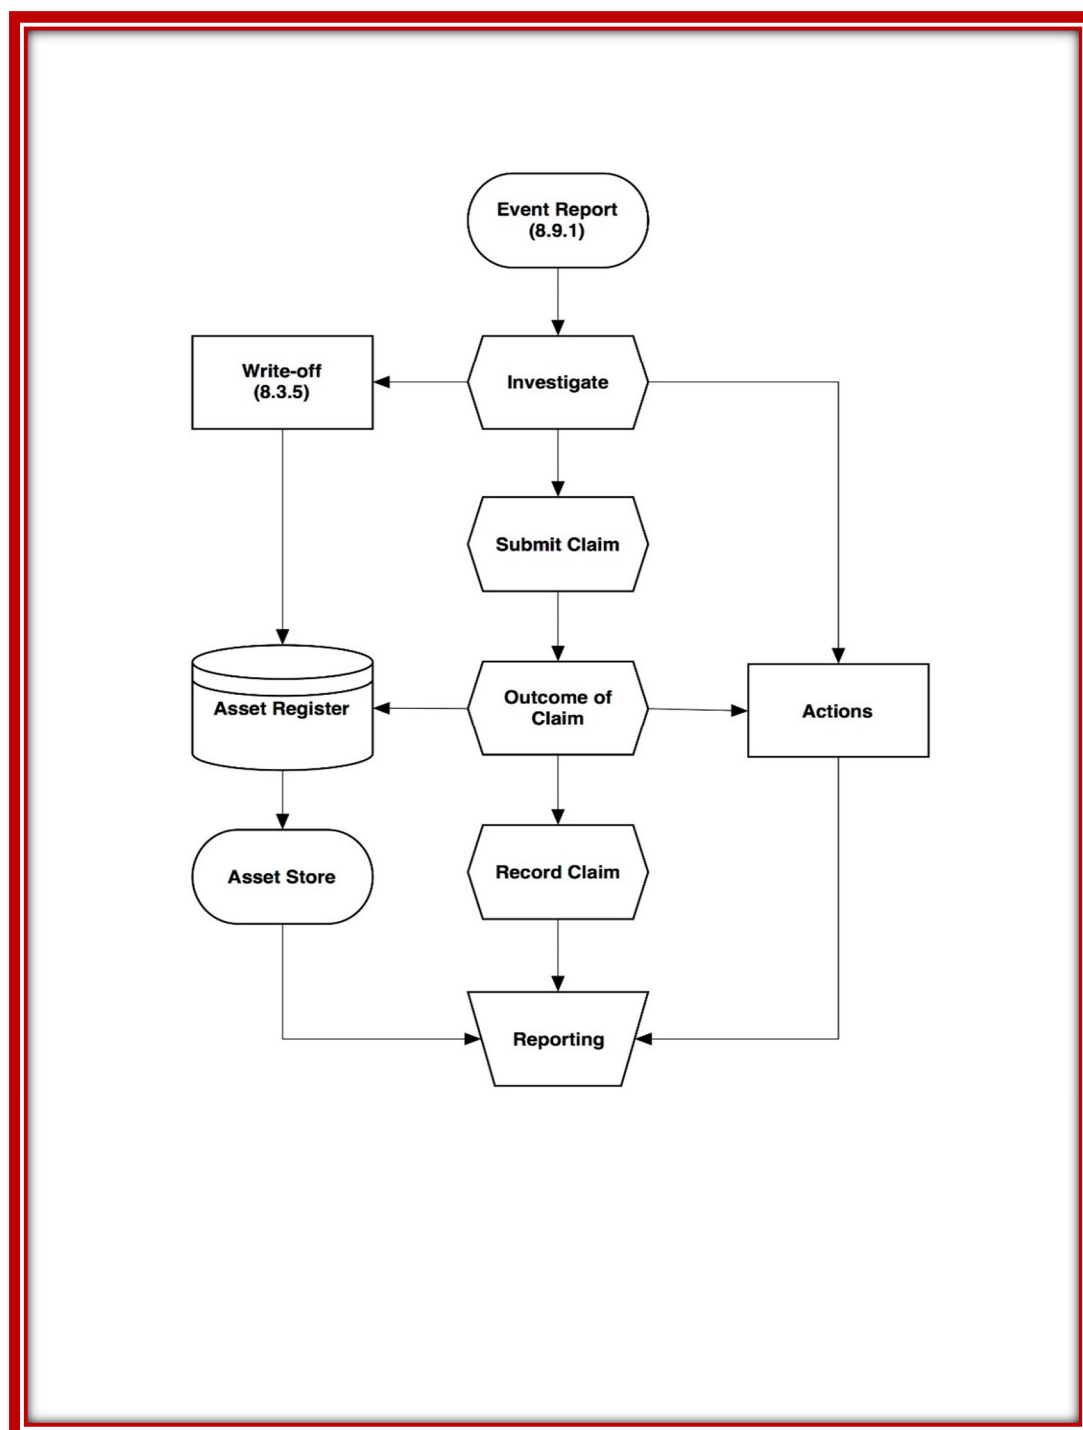 Event Report
(8.9.1)
Write-off
(8.3.5)
Investigate
Submit Claim
Asset Register
Outcome of
Claim
Actions
Asset Store
Record Claim
Reporting